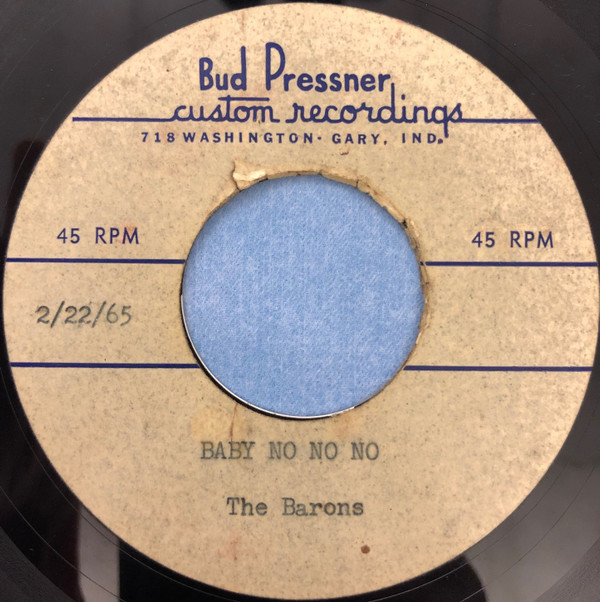 Bud Pressner
custom recordings
718 WASHINGTON · GARY, IND.
45 RPM
45 RPM
2/22/65
BABY NO NO NO
The Barons